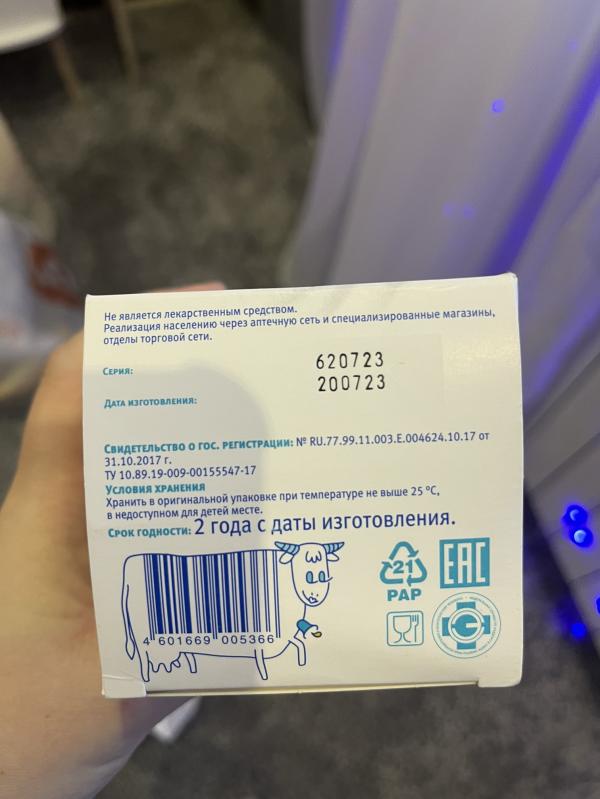 Не является лекарственным средством.
Реализация населению через аптечную сеть и специализированные магазины,
отделы торговой сети.
СЕРИЯ: 620723
200723
ДАТА ИЗГОТОВЛЕНИЯ:
СВИДЕТЕЛЬСТВО О ГОС. РЕГИСТРАЦИИ: № RU.77.99.11.003.Е.004624.10.17 от
31.10.2017 г.
ТУ 10.89.19-009-00155547-17
УСЛОВИЯ ХРАНЕНИЯ
Хранить в оригинальной упаковке при температуре не выше 25 °С,
в недоступном для детей месте.
СРОК ГОДНОСТИ: 2 года с даты изготовления.
21
PAP
EAC
4 601669 005366